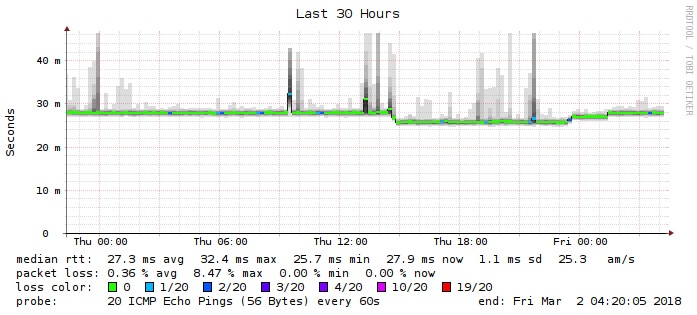 Last 30 Hours
RRDTOOL / TOBI OETIKER
Seconds
40 m
30 m
20 m
10 m
0
Thu 00:00 Thu 06:00 Thu 12:00 Thu 18:00 Fri 00:00
median rtt: 27.3 ms avg 32.4 ms max 25.7 ms min 27.9 ms now 1.1 ms sd 25.3 am/s
packet loss: 0.36 % avg 8.47 % max 0.00 % min 0.00 % now
loss color: 0 1/20 2/20 3/20 4/20 10/20 19/20
probe: 20 ICMP Echo Pings (56 Bytes) every 60s end: Fri Mar 2 04:20:05 2018